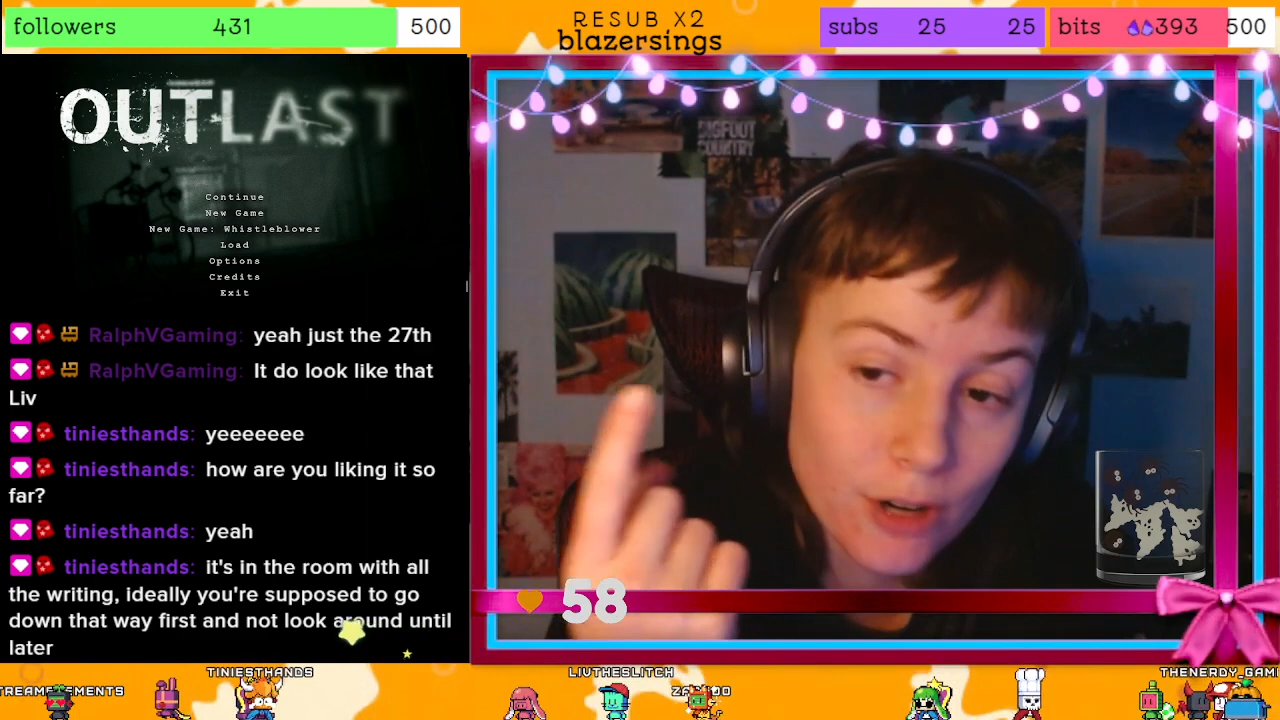 followers 431 500
RESUB X2
blazersings
subs 25 25
bits 393 500
OUTLAST
Continue
New Game
New Game: Whistleblower
Load
Options
Credits
Exit
BIGFOOT
COUNTRY
RalphVGaming: yeah just the 27th
RalphVGaming: It do look like that
Liv
tiniesthands: yeeeeeee
tiniesthands: how are you liking it so
far?
tiniesthands: yeah
tiniesthands: it's in the room with all
the writing, ideally you're supposed to go
down that way first and not look around until
later
58
TINIESTHANDS
LIVTHESLITCH
THENERDY_GAMI